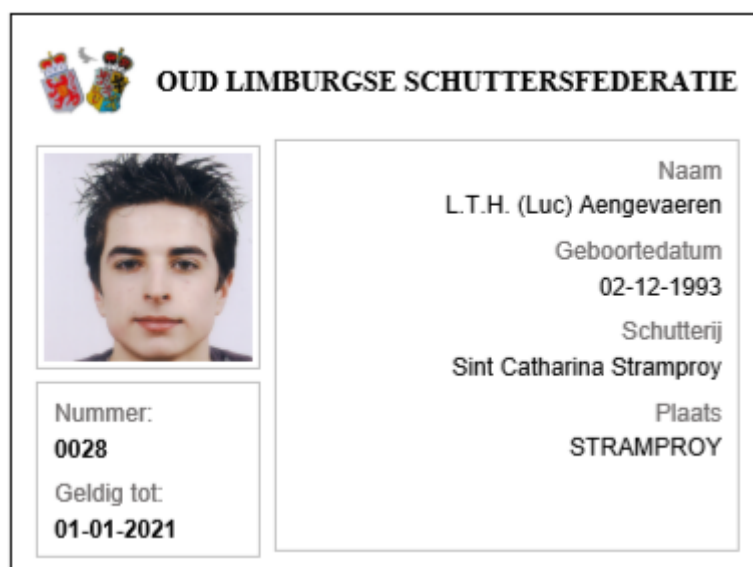 OUD LIMBURGSE SCHUTTERSFEDERATIE
Naam
L.T.H. (Luc) Aengevaeren
Geboortedatum
02-12-1993
Schutterij
Sint Catharina Stramproy
Plaats
STRAMPROY
Nummer:
0028
Geldig tot:
01-01-2021